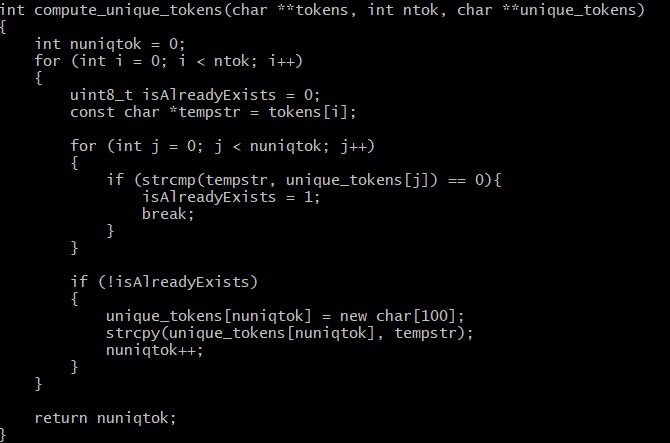 int compute_unique_tokens(char **tokens, int ntok, char **unique_tokens)
{
    int nuniqtok = 0;
    for (int i = 0; i < ntok; i++)
    {
        uint8_t isAlreadyExists = 0;
        const char *tempstr = tokens[i];

        for (int j = 0; j < nuniqtok; j++)
        {
            if (strcmp(tempstr, unique_tokens[j]) == 0){
                isAlreadyExists = 1;
                break;
            }
        }

        if (!isAlreadyExists)
        {
            unique_tokens[nuniqtok] = new char[100];
            strcpy(unique_tokens[nuniqtok], tempstr);
            nuniqtok++;
        }
    }

    return nuniqtok;
}